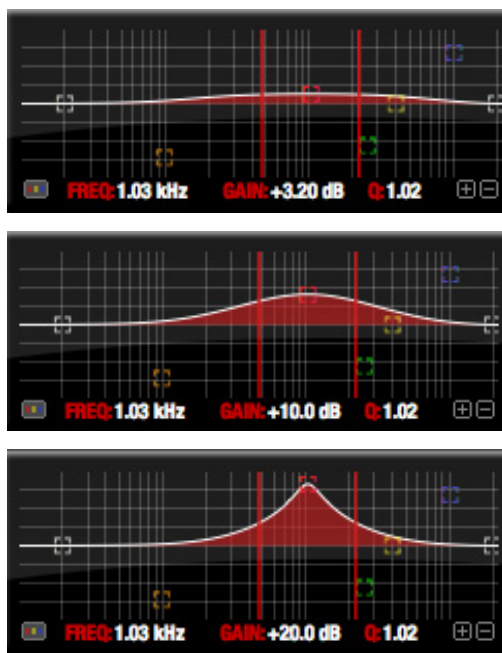 FREQ: 1.03 kHz GAIN: +3.20 dB Q: 1.02
FREQ: 1.03 kHz GAIN: +10.0 dB Q: 1.02
FREQ: 1.03 kHz GAIN: +20.0 dB Q: 1.02